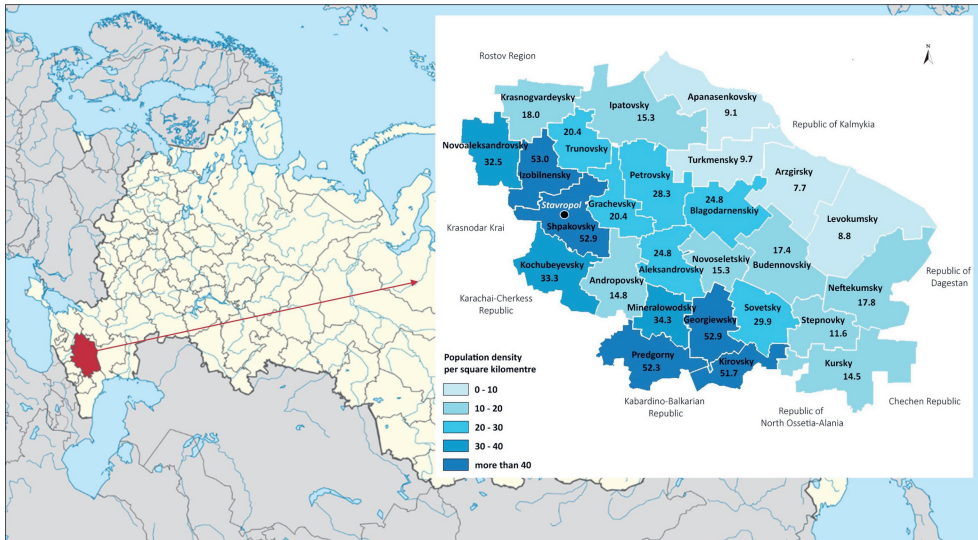 N
Rostov Region
Krasnogvardeysky
18.0
Ipatovsky
15.3
Apanasenkovsky
9.1
Republic of Kalmykia
Novoaleksandrovsky
32.5
53.0
Izobilnensky
20.4
Trunovsky
Turkmensky 9.7
Arzgirsky
7.7
Petrovsky
28.3
Stavropol
Grachevsky
20.4
24.8
Blagodarnenskiy
Levokumsky
8.8
Krasnodar Krai
Shpakovsky
52.9
Kochubeyevsky
33.3
24.8
Aleksandrovsky
Novoseletskiy
15.3
17.4
Budennovskiy
Republic of
Dagestan
Andropovsky
14.8
Neftekumsky
17.8
Karachai-Cherkess
Republic
Mineralowodsky
34.3
Georgiewsky
52.9
Sovetsky
29.9
Stepnovky
11.6
Predgorny
52.3
Kirovsky
51.7
Kursky
14.5
Kabardino-Balkarian
Republic
Republic of
North Ossetia-Alania
Chechen Republic
Population density
per square kilomentre
0 - 10
10 - 20
20 - 30
30 - 40
more than 40